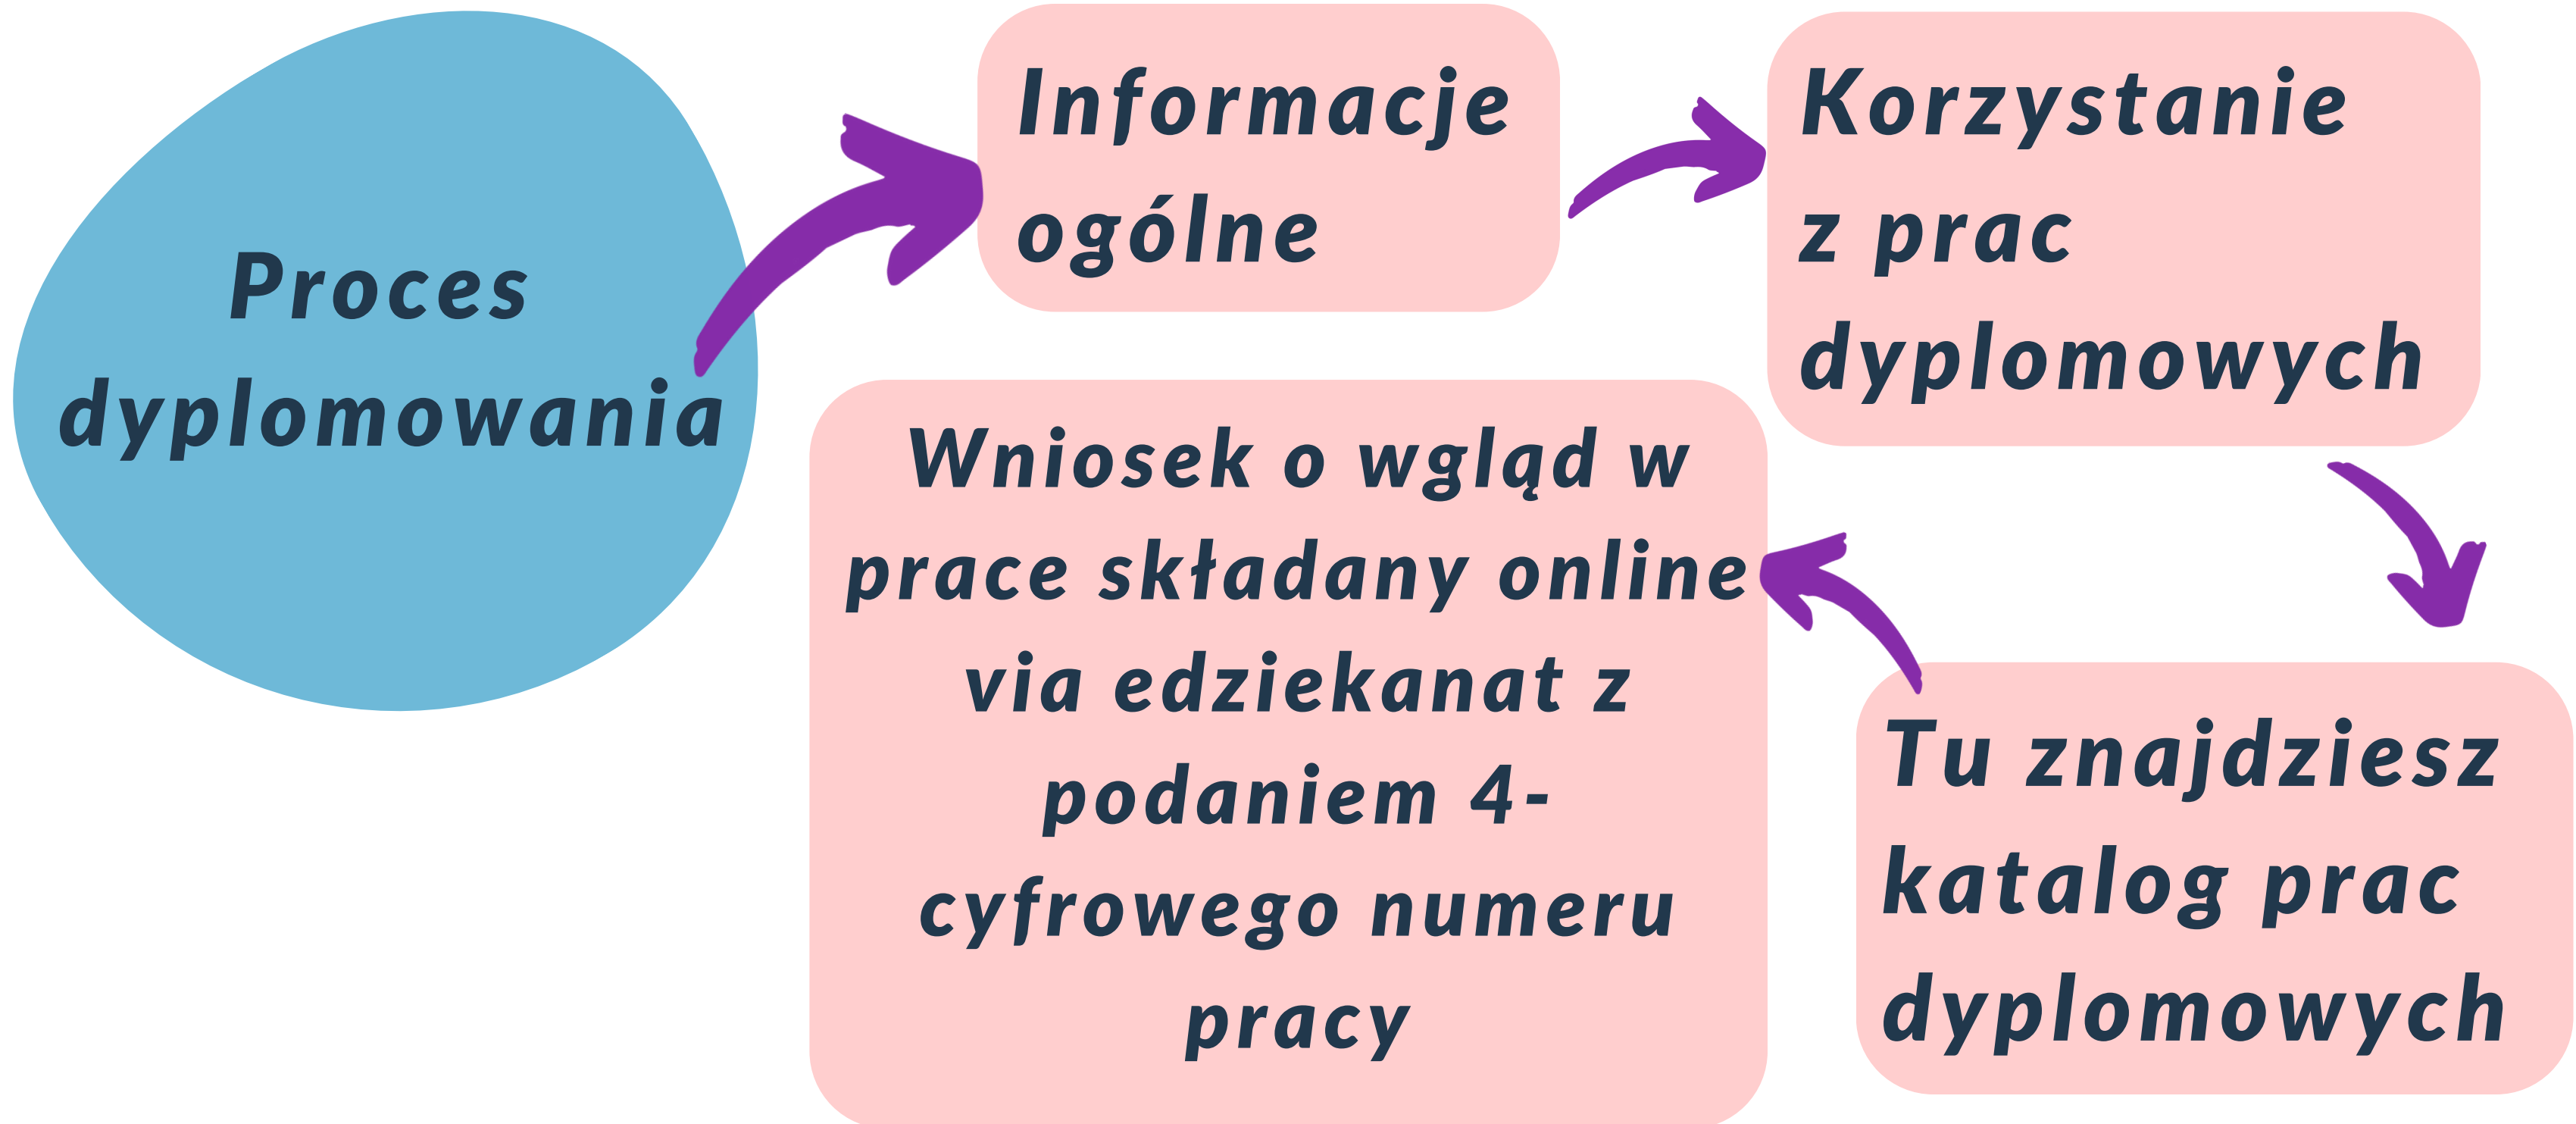 Proces
dyplomowania
Informacje
ogólne
Korzystanie
z prac
dyplomowych
Tu znajdziesz
katalog prac
dyplomowych
Wniosek o wgląd w
prace składany online
via edziekanat z
podaniem 4-
cyfrowego numeru
pracy